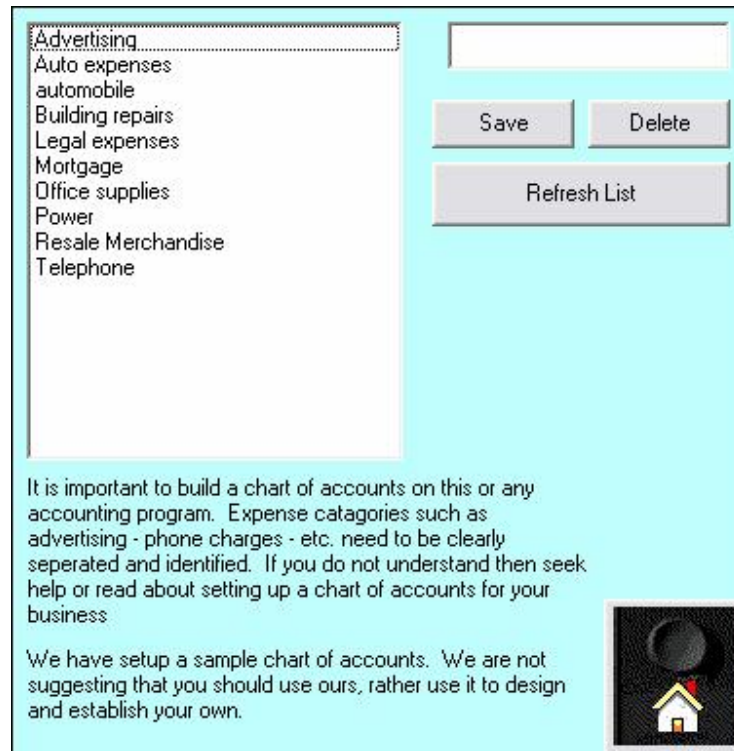 Advertising
Auto expenses
automobile
Building repairs
Legal expenses
Mortgage
Office supplies
Power
Resale Merchandise
Telephone
Save
Delete
Refresh List
It is important to build a chart of accounts on this or any
accounting program.  Expense catagories such as
advertising - phone charges - etc. need to be clearly
seperated and identified.  If you do not understand then seek
help or read about setting up a chart of accounts for your
business
We have setup a sample chart of accounts.  We are not
suggesting that you should use ours, rather use it to design
and establish your own.